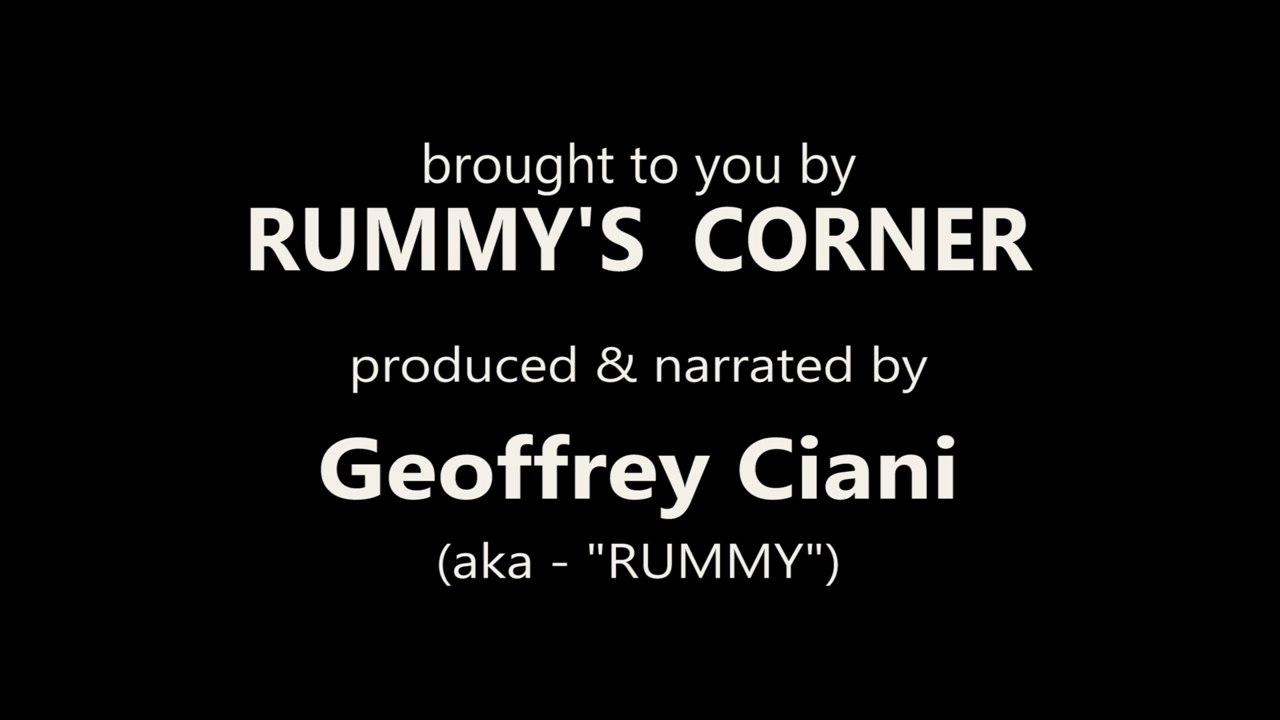 brought to you by
RUMMY'S CORNER
produced & narrated by
Geoffrey Ciani
(aka - "RUMMY")